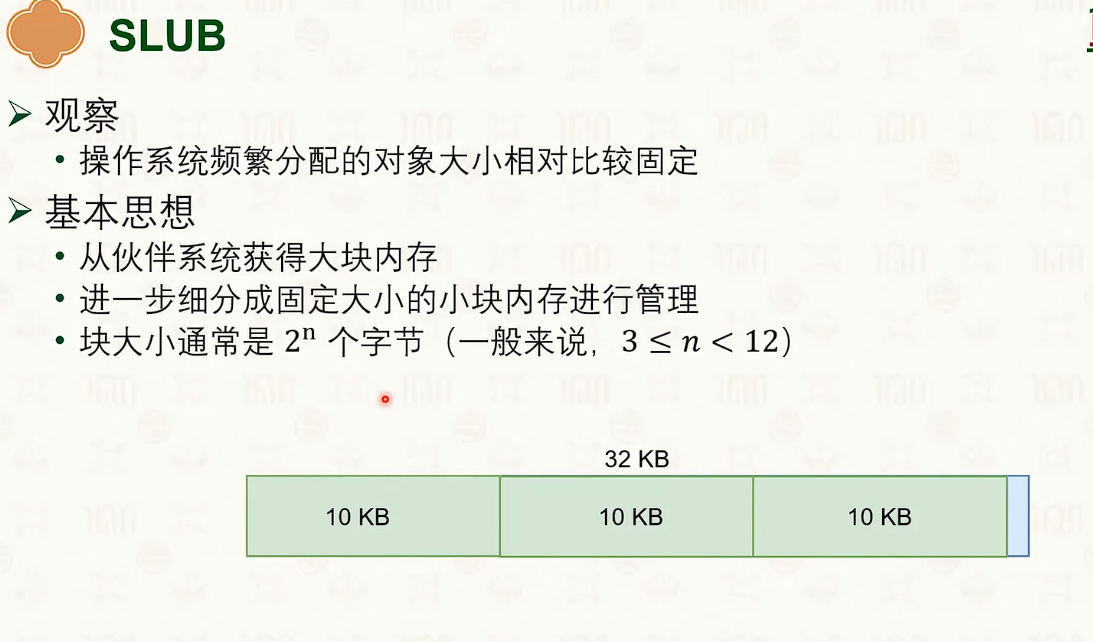 SLUB
观察
操作系统频繁分配的对象大小相对比较固定
基本思想
从伙伴系统获得大块内存
进一步细分成固定大小的小块内存进行管理
块大小通常是 2ⁿ 个字节（一般来说，3 ≤ n < 12）
32 KB
10 KB
10 KB
10 KB